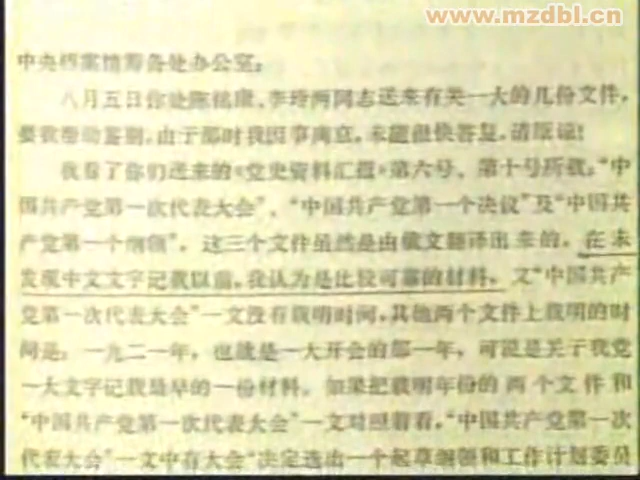 www.mzdbl.cn
中央档案馆筹备处办公室：
八月五日你处陈铭康、李玲两同志送来有关一大的几份文件，
要我帮助鉴别，由于那时我因事离京，未能很快答复，请原谅！
我看了你们送来的《党史资料汇报》第六号、第十号所载，“中
国共产党第一次代表大会”、“中国共产党第一个决议”及“中国共
产党第一个纲领”，这三个文件虽然是由俄文翻译出来的，在未
发现中文文字记载以前，我认为是比较可靠的材料，又“中国共产
党第一次代表大会”一文没有载明时间，其他两个文件上载明的时
间是：一九二一年，也就是一大开会的那一年，可说是关于我党
一大文字记载最早的一份材料。如果把载明年份的两个文件和
“中国共产党第一次代表大会”一文对照着看，“中国共产党第一次
代表大会”一文中有大会“决定选出一个起草纲领和工作计划委员